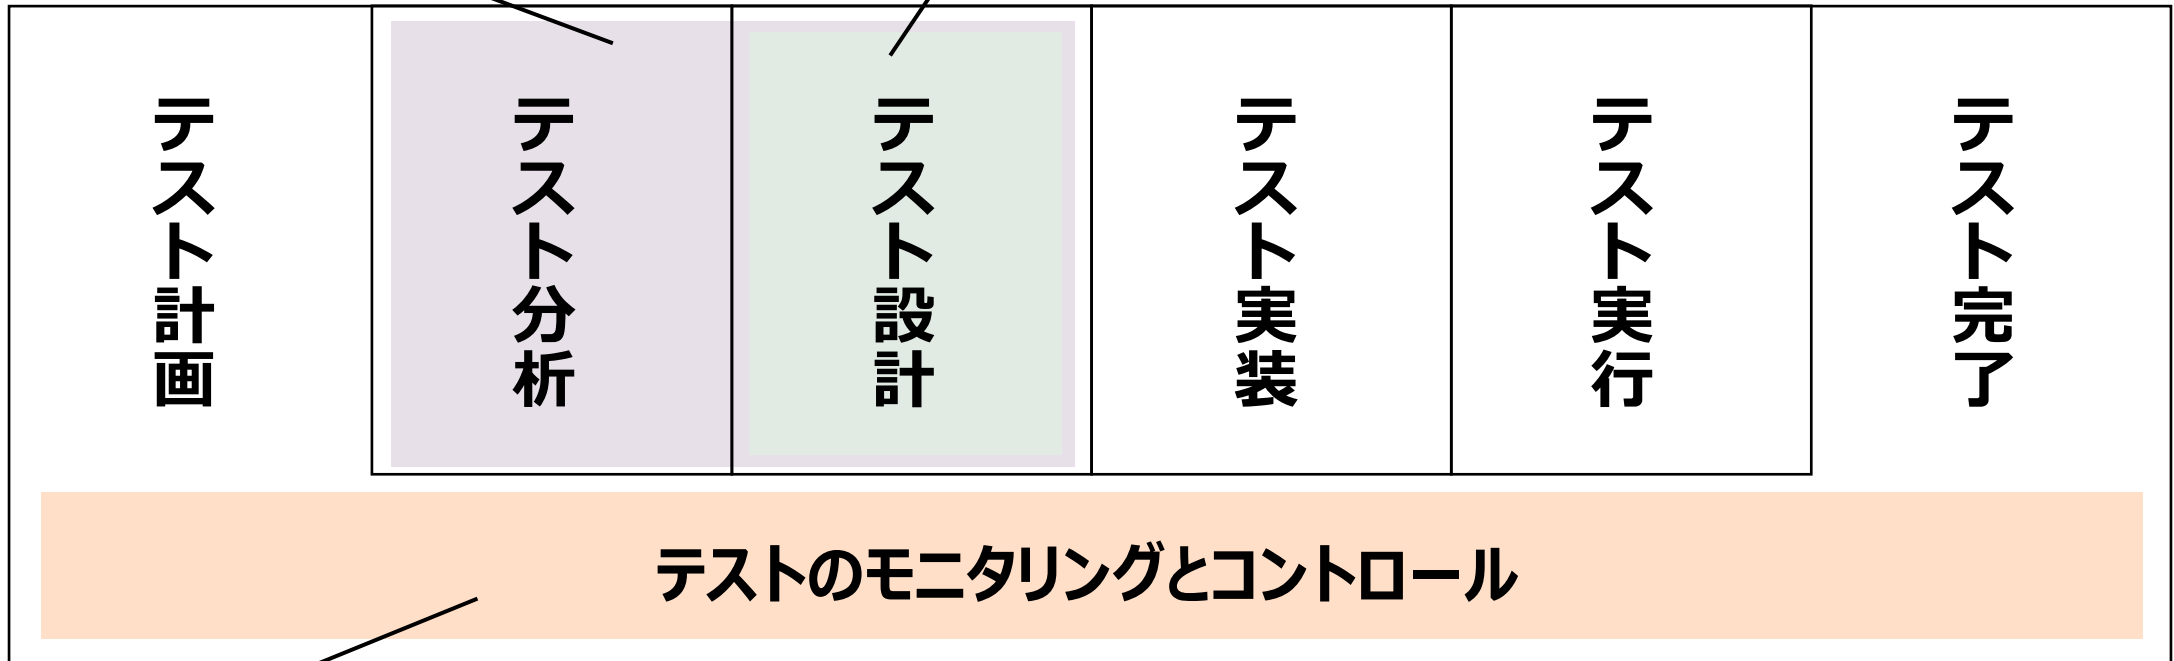 テスト計画
テスト分析
テスト設計
テスト実装
テスト実行
テスト完了
テストのモニタリングとコントロール